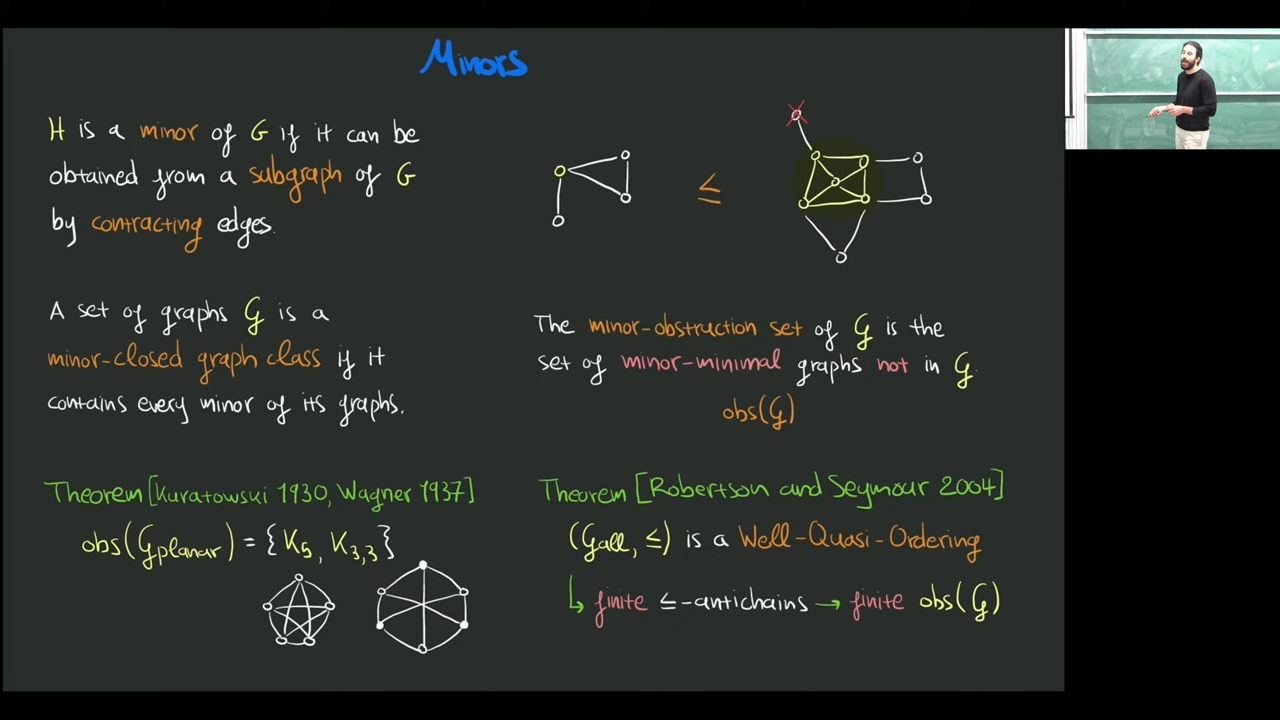 Minors
H is a minor of G if it can be
obtained from a subgraph of G
by contracting edges.
≤
A set of graphs G is a
minor-closed graph class if it
contains every minor of its graphs.
The minor-obstruction set of G is the
set of minor-minimal graphs not in G.
obs(G)
Theorem [Kuratowski 1930, Wagner 1937]
obs(Gplanar) = {K5, K3,3}
Theorem [Robertson and Seymour 2004]
(Gall, ≤) is a Well-Quasi-Ordering
↳ finite ≤-antichains → finite obs(G)